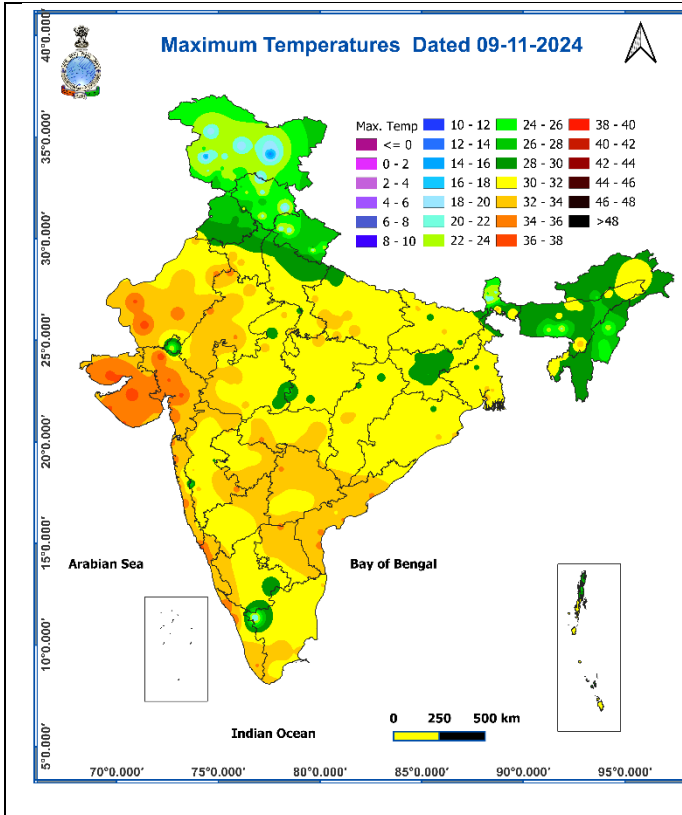 Maximum Temperatures Dated 09-11-2024
Max. Temp
<= 0
0 - 2
2 - 4
4 - 6
6 - 8
8 - 10
10 - 12
12 - 14
14 - 16
16 - 18
18 - 20
20 - 22
22 - 24
24 - 26
26 - 28
28 - 30
30 - 32
32 - 34
34 - 36
36 - 38
38 - 40
40 - 42
42 - 44
44 - 46
46 - 48
>48
40°0.000'
35°0.000'
30°0.000'
25°0.000'
20°0.000'
15°0.000'
10°0.000'
5°0.000'
Arabian Sea
Bay of Bengal
Indian Ocean
0 250 500 km
70°0.000' 75°0.000' 80°0.000' 85°0.000' 90°0.000' 95°0.000'